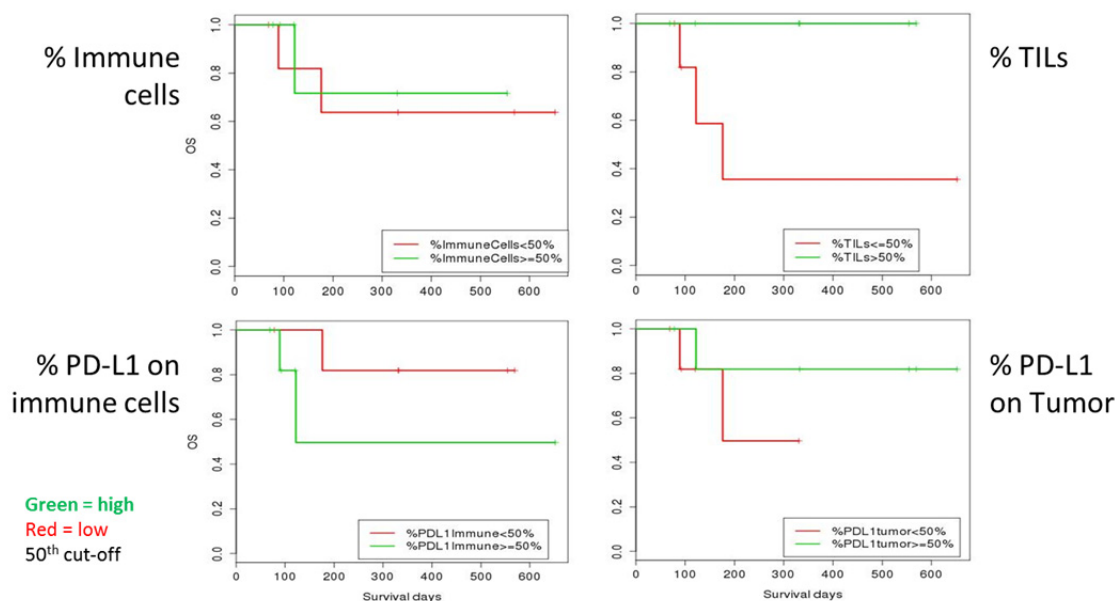 % Immune
cells
OS
1.0
0.8
0.6
0.4
0.2
0.0
%ImmuneCells<50%
%ImmuneCells>=50%
0 100 200 300 400 500 600
% TILs
1.0
0.8
0.6
0.4
0.2
0.0
%TILs<=50%
%TILs>50%
0 100 200 300 400 500 600
% PD-L1 on
immune cells
OS
1.0
0.8
0.6
0.4
0.2
0.0
%PDL1Immune<50%
%PDL1Immune>=50%
0 100 200 300 400 500 600
Survival days
% PD-L1
on Tumor
1.0
0.8
0.6
0.4
0.2
0.0
%PDL1tumor<50%
%PDL1tumor>=50%
0 100 200 300 400 500 600
Survival days
Green = high
Red = low
50th cut-off